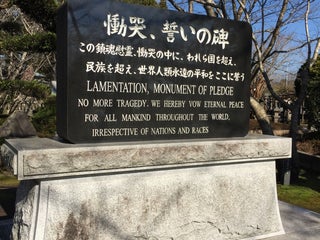 慟哭、誓いの碑
この鎮魂慰霊、慟哭の中に、われら国を超え、
民族を超え、世界人類永遠の平和をここに誓う
LAMENTATION, MONUMENT OF PLEDGE
NO MORE TRAGEDY. WE HEREBY VOW ETERNAL PEACE
FOR ALL MANKIND THROUGHOUT THE WORLD,
IRRESPECTIVE OF NATIONS AND RACES